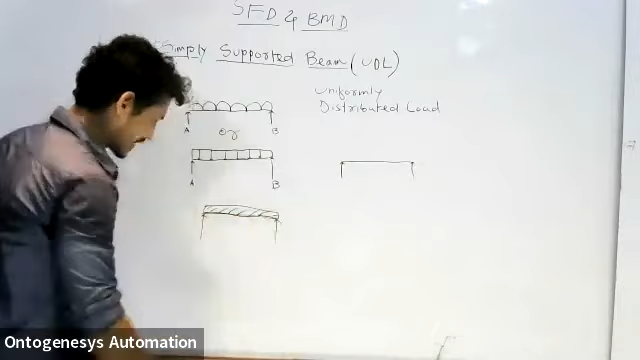 SFD & BMD
Simply Supported Beam (UDL)
Uniformly
Distributed Load
A B
or
A B
Ontogenesys Automation